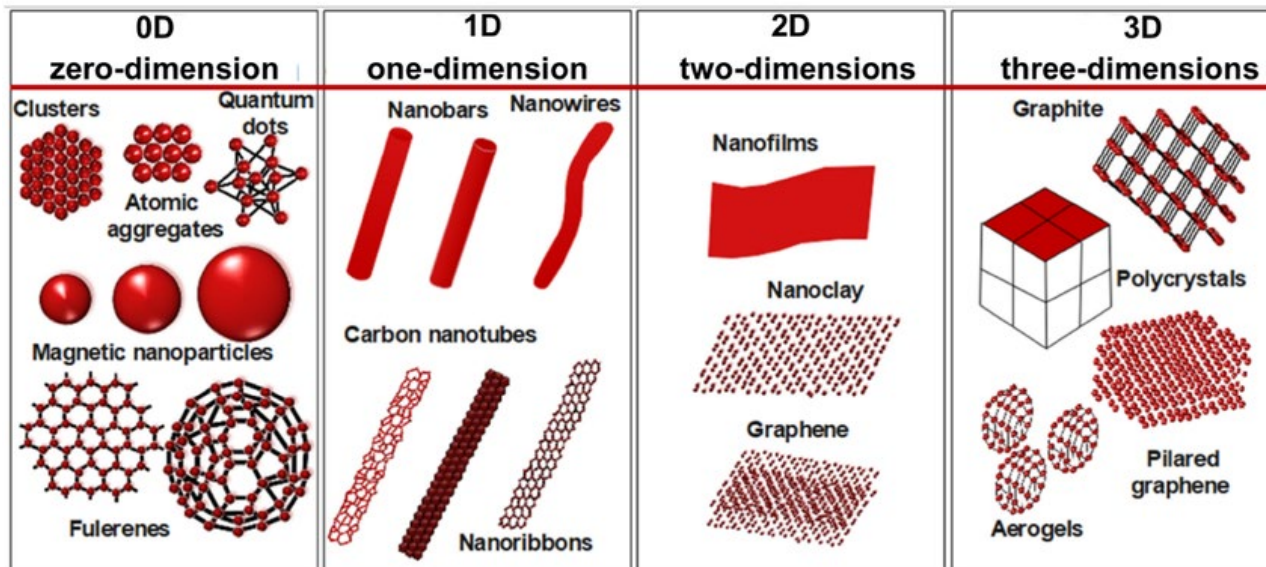 0D
zero-dimension
Clusters
Quantum
dots
Atomic
aggregates
Magnetic nanoparticles
Fulerenes
1D
one-dimension
Nanobars
Nanowires
Carbon nanotubes
Nanoribbons
2D
two-dimensions
Nanofilms
Nanoclay
Graphene
3D
three-dimensions
Graphite
Polycrystals
Pilared
graphene
Aerogels